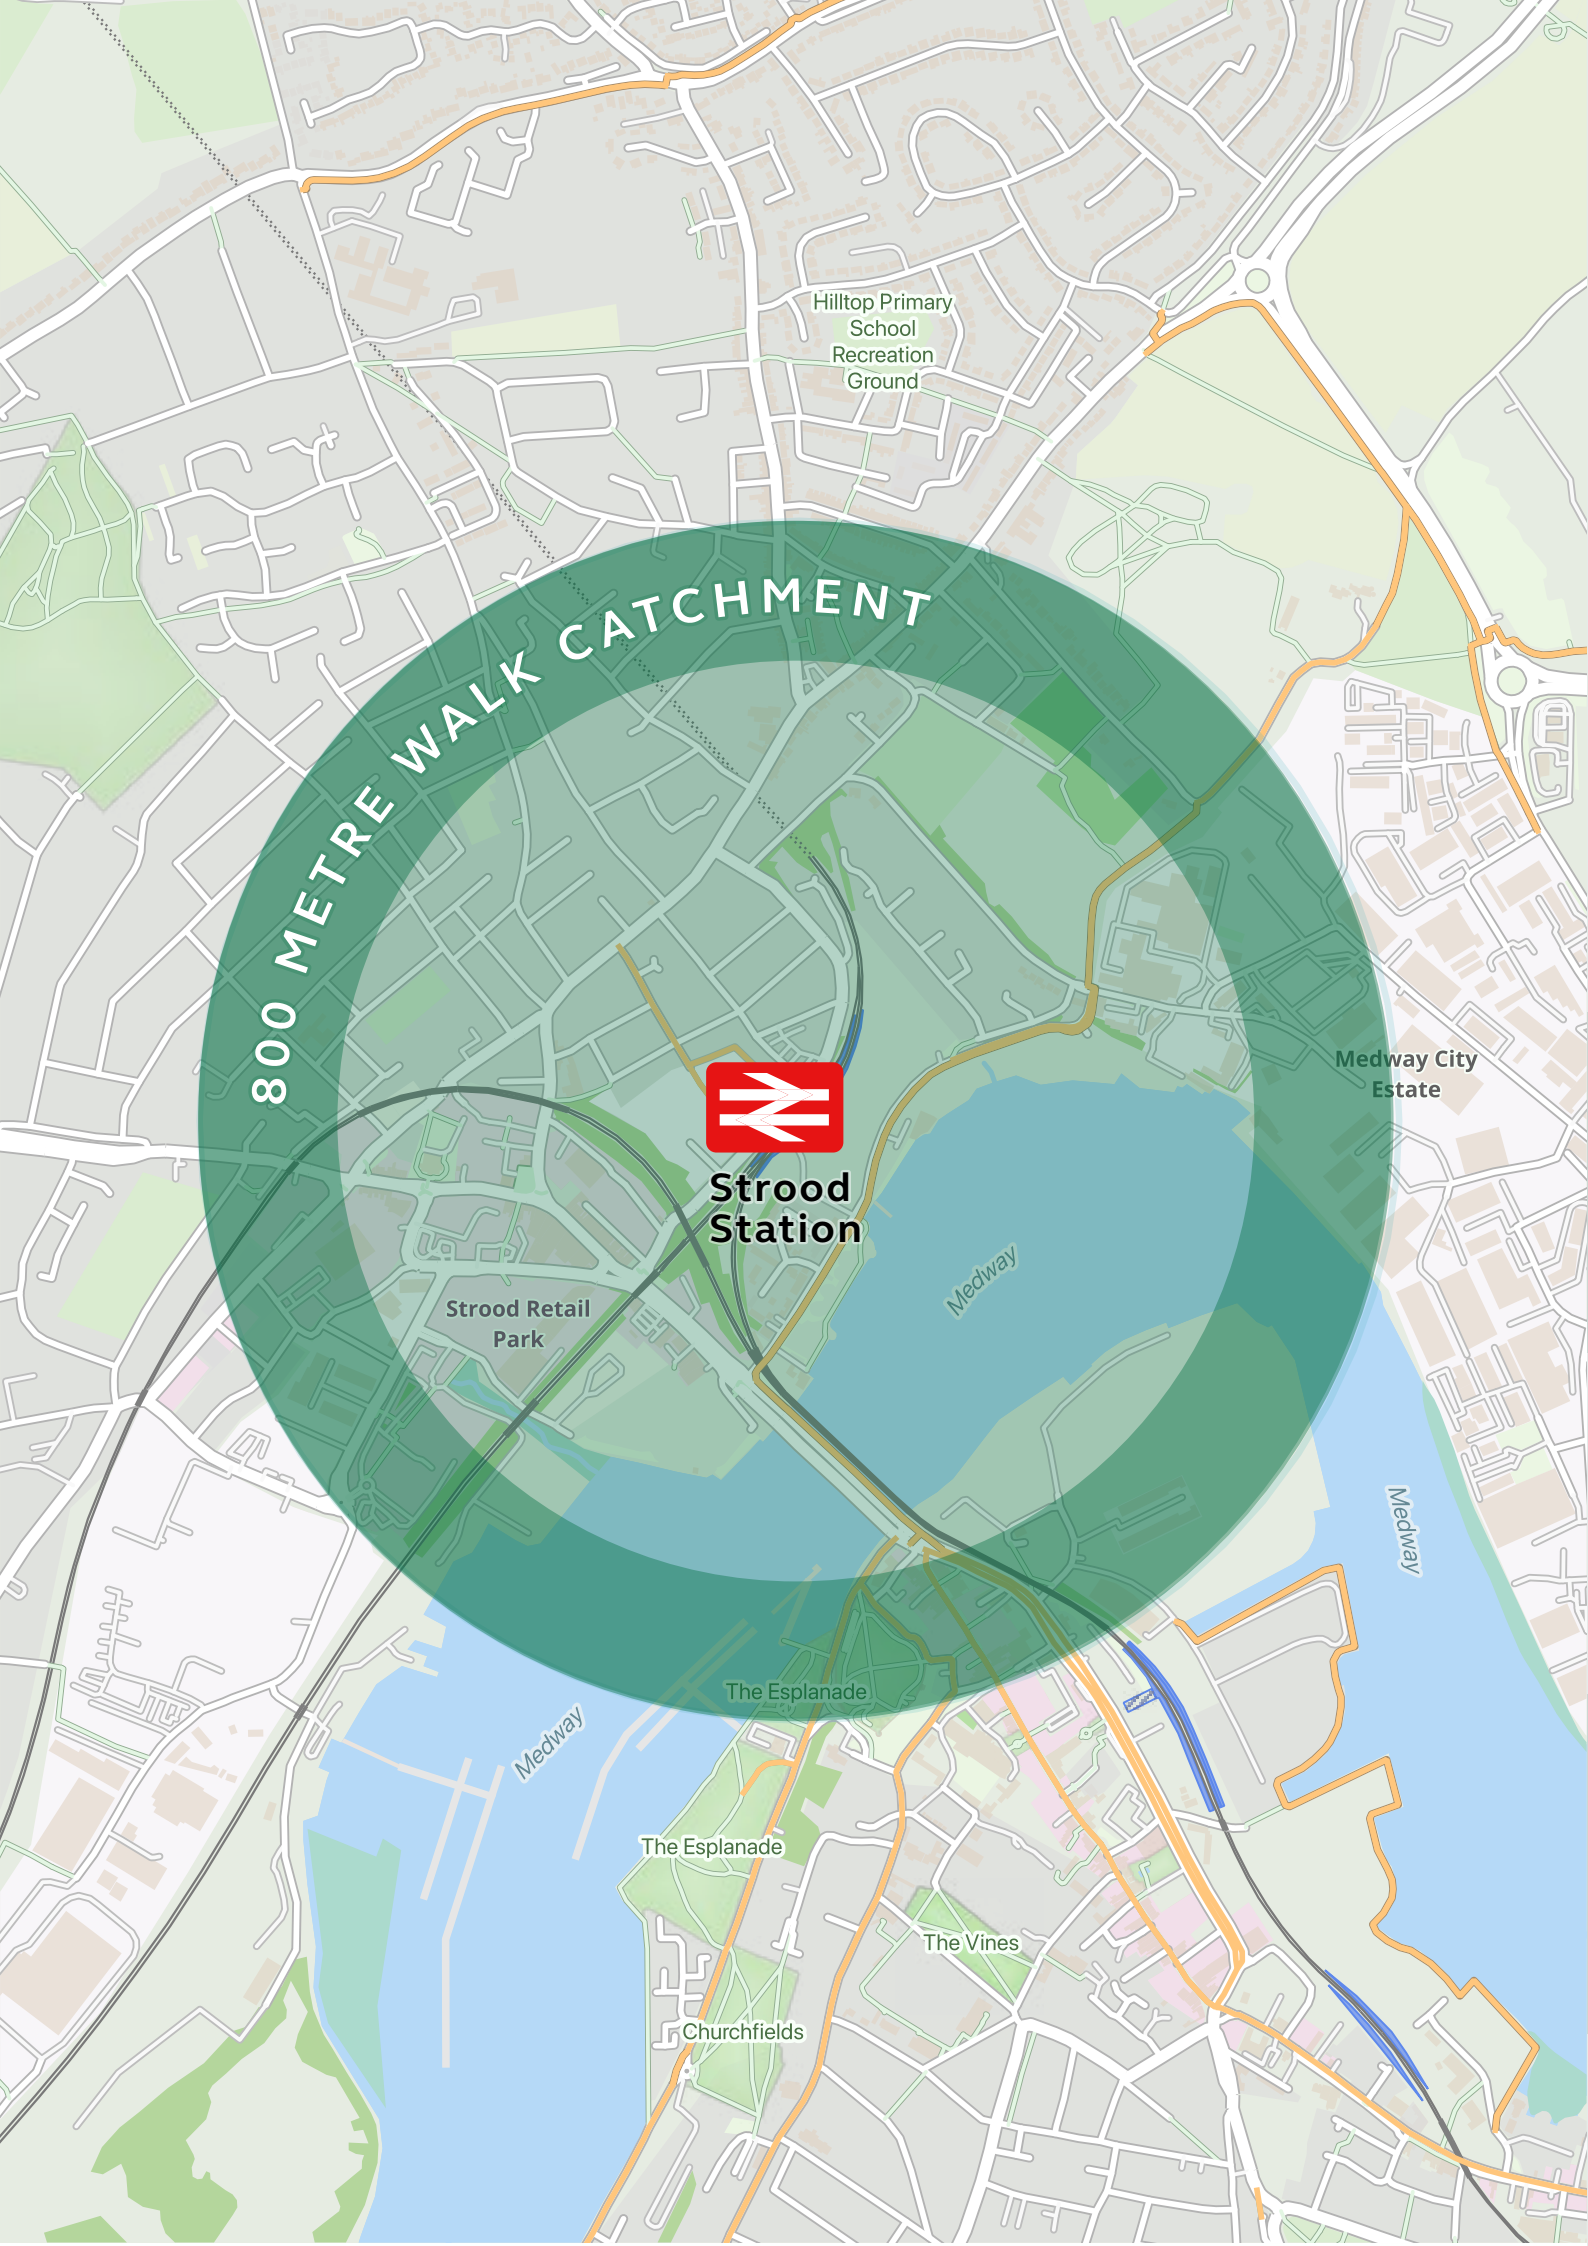 Hilltop Primary
School
Recreation
Ground
800 METRE WALK CATCHMENT
Medway City
Estate
Strood
Station
Medway
Strood Retail
Park
Medway
The Esplanade
Medway
The Esplanade
The Vines
Churchfields